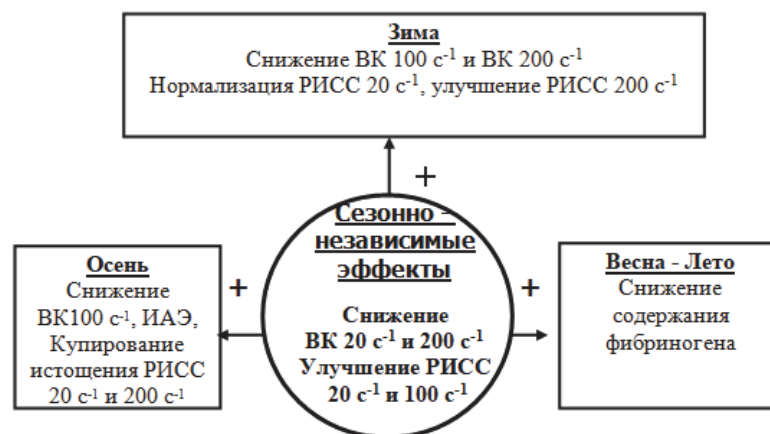 Зима
Снижение ВК 100 с⁻¹ и ВК 200 с⁻¹
Нормализация РИСС 20 с⁻¹, улучшение РИСС 200 с⁻¹
+
Сезонно -
независимые
эффекты
Снижение
ВК 20 с⁻¹ и 200 с⁻¹
Улучшение РИСС
20 с⁻¹ и 100 с⁻¹
+
Осень
Снижение
ВК100 с⁻¹, ИАЭ,
Купирование
истощения РИСС
20 с⁻¹ и 200 с⁻¹
+
Весна - Лето
Снижение
содержания
фибриногена